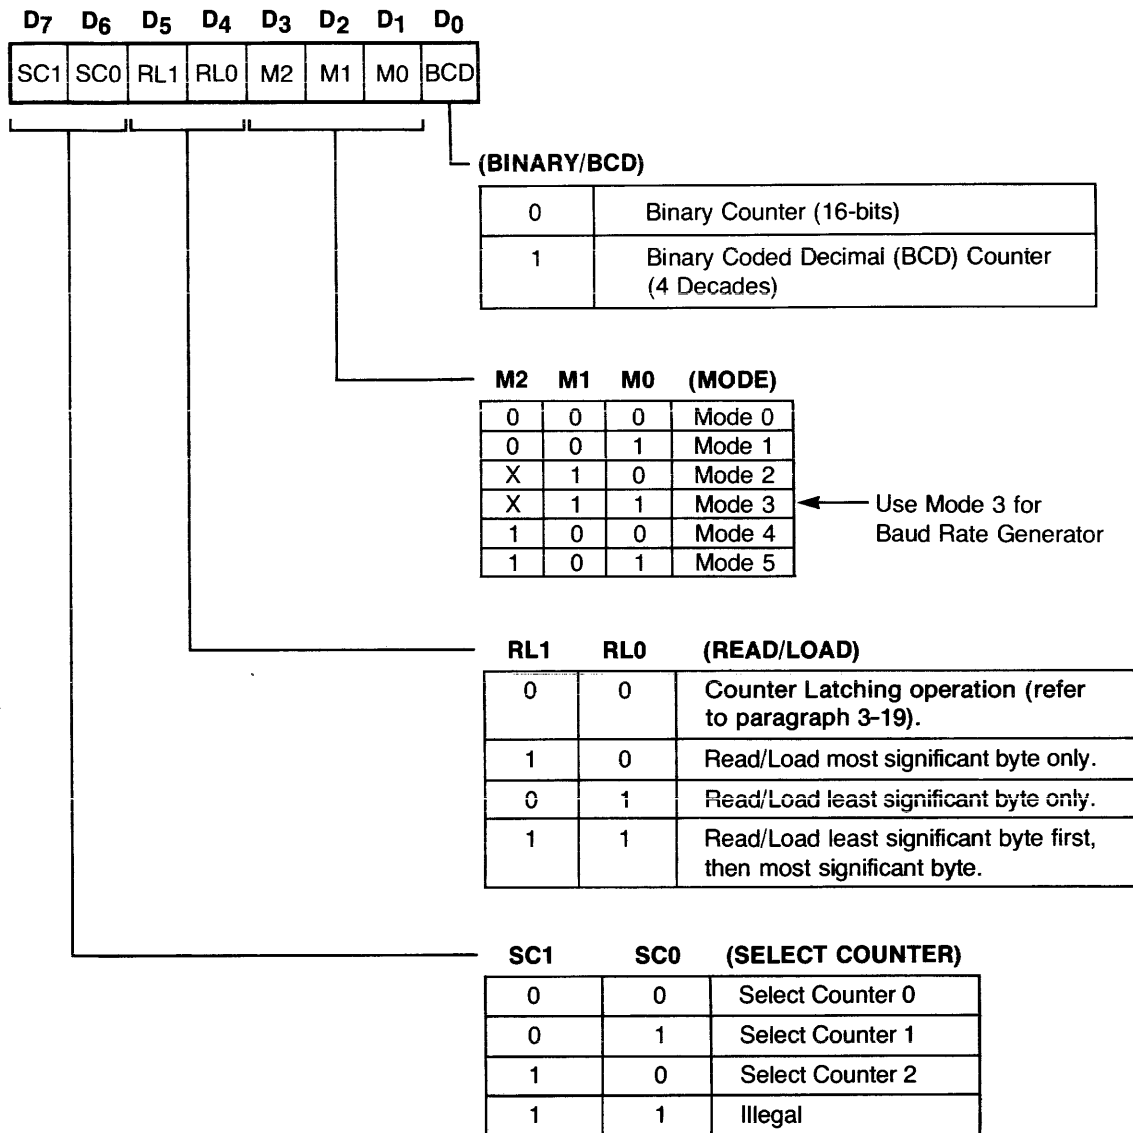 D7 D6 D5 D4 D3 D2 D1 D0
SC1 SC0 RL1 RL0 M2 M1 M0 BCD
(BINARY/BCD)
0 Binary Counter (16-bits)
1 Binary Coded Decimal (BCD) Counter
(4 Decades)
M2 M1 M0 (MODE)
0 0 0 Mode 0
0 0 1 Mode 1
X 1 0 Mode 2
X 1 1 Mode 3
Use Mode 3 for
Baud Rate Generator
1 0 0 Mode 4
1 0 1 Mode 5
RL1 RL0 (READ/LOAD)
0 0 Counter Latching operation (refer
to paragraph 3-19).
1 0 Read/Load most significant byte only.
0 1 Read/Load least significant byte only.
1 1 Read/Load least significant byte first,
then most significant byte.
SC1 SC0 (SELECT COUNTER)
0 0 Select Counter 0
0 1 Select Counter 1
1 0 Select Counter 2
1 1 Illegal